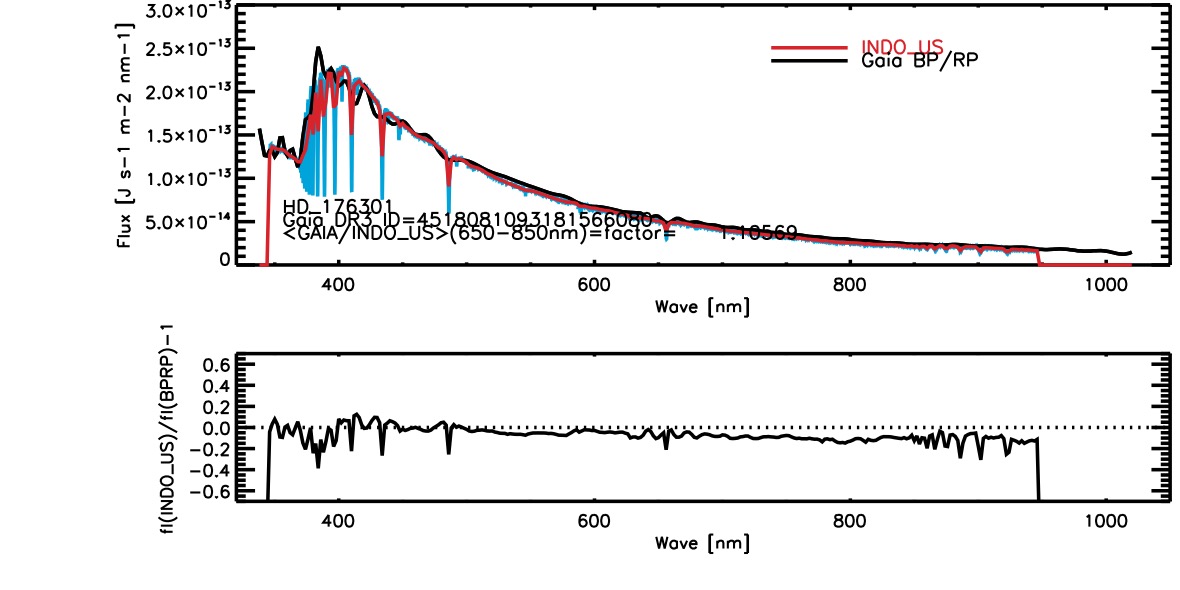 3.0×10⁻¹³
2.5×10⁻¹³
2.0×10⁻¹³
1.5×10⁻¹³
1.0×10⁻¹³
5.0×10⁻¹⁴
0
Flux [J s-1 m-2 nm-1]
INDO_US
Gaia BP/RP
HD_176301
Gaia DR3 ID=4518081093181566080
<GAIA/INDO_US>(650-850nm)=factor= 1.10569
400 600 800 1000
Wave [nm]
0.6
0.4
0.2
0.0
-0.2
-0.4
-0.6
fl(INDO_US)/fl(BPRP)-1
400 600 800 1000
Wave [nm]